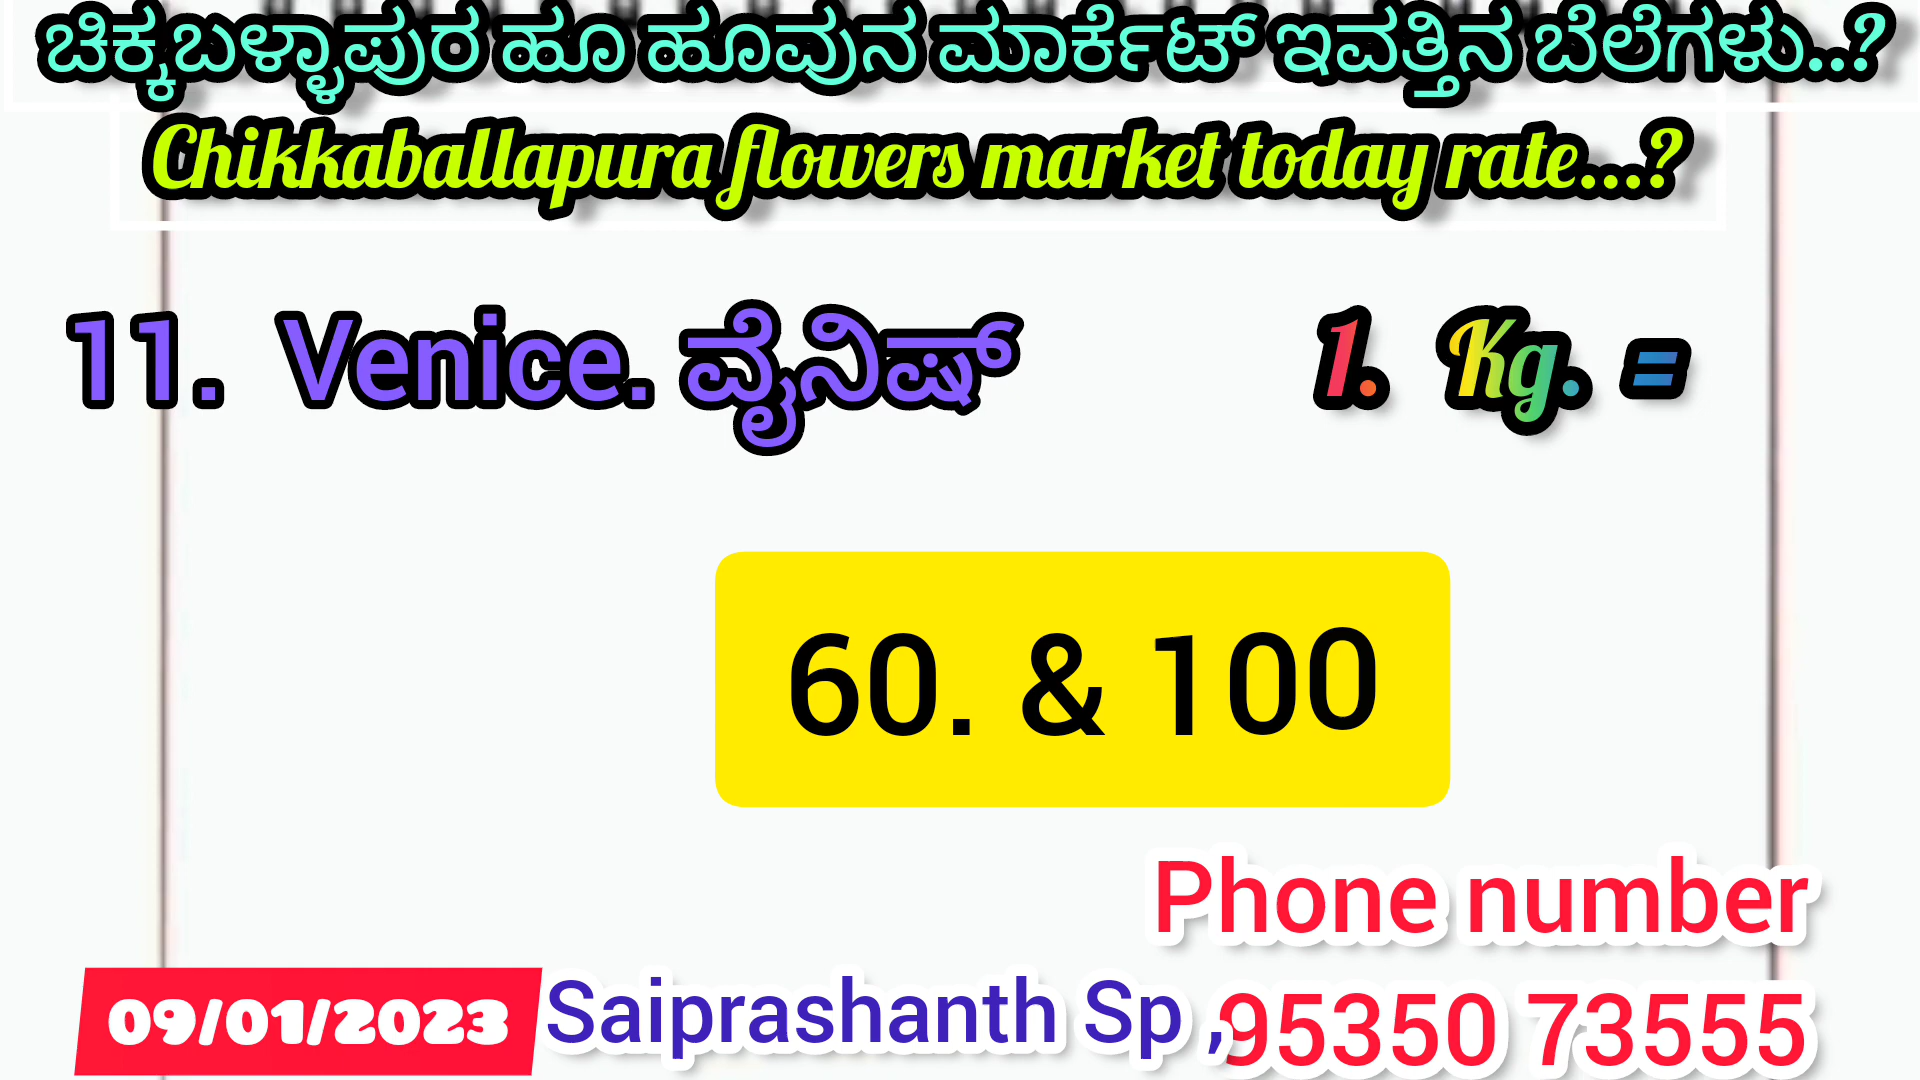 ಚಿಕ್ಕಬಳ್ಳಾಪುರ ಹೂ ಹೂವುನ ಮಾರ್ಕೆಟ್ ಇವತ್ತಿನ ಬೆಲೆಗಳು..?
Chikkaballapura flowers market today rate...?
11. Venice. ವೈನಿಷ್ 1. Kg. =
60. & 100
Phone number
09/01/2023 Saiprashanth Sp , 95350 73555